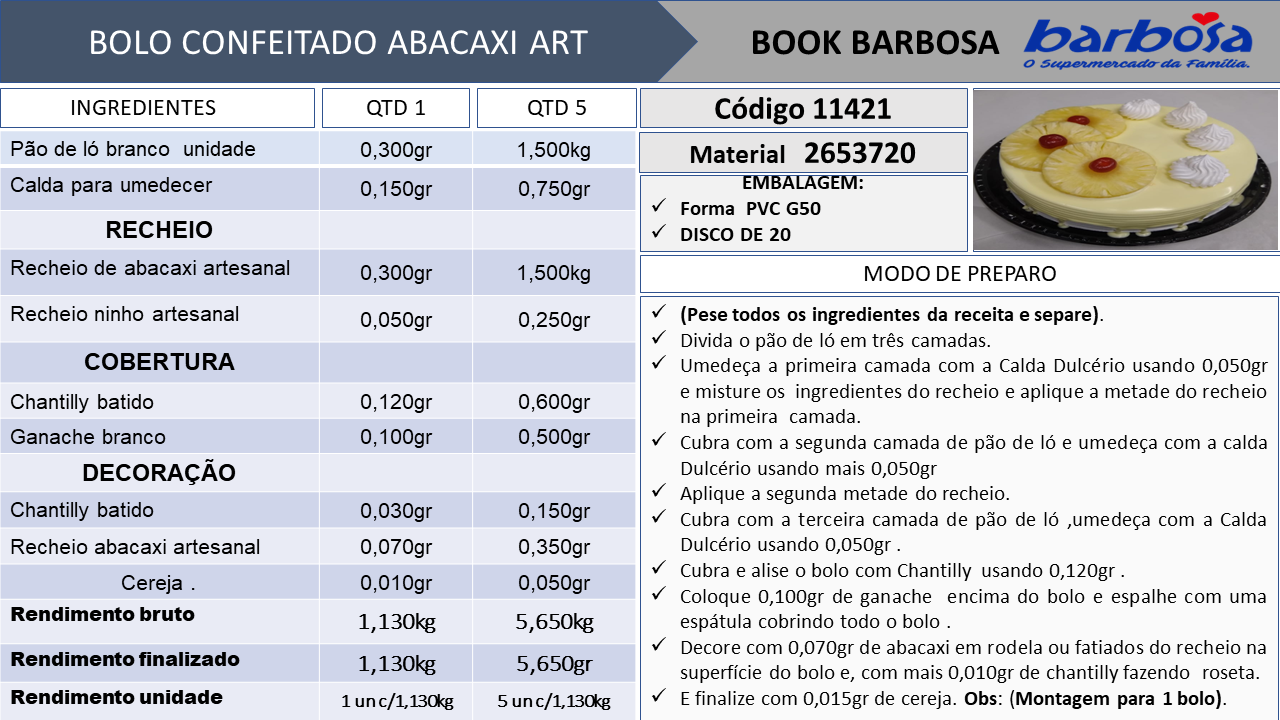 BOLO CONFEITADO ABACAXI ART
BOOK BARBOSA
barbosa
O Supermercado da Família.
INGREDIENTES QTD 1 QTD 5
Pão de ló branco unidade 0,300gr 1,500kg
Calda para umedecer 0,150gr 0,750gr
RECHEIO
Recheio de abacaxi artesanal 0,300gr 1,500kg
Recheio ninho artesanal 0,050gr 0,250gr
COBERTURA
Chantilly batido 0,120gr 0,600gr
Ganache branco 0,100gr 0,500gr
DECORAÇÃO
Chantilly batido 0,030gr 0,150gr
Recheio abacaxi artesanal 0,070gr 0,350gr
Cereja . 0,010gr 0,050gr
Rendimento bruto 1,130kg 5,650kg
Rendimento finalizado 1,130kg 5,650gr
Rendimento unidade 1 un c/1,130kg 5 un c/1,130kg
Código 11421
Material 2653720
EMBALAGEM:
✓ Forma PVC G50
✓ DISCO DE 20
MODO DE PREPARO
✓ (Pese todos os ingredientes da receita e separe).
✓ Divida o pão de ló em três camadas.
✓ Umedeça a primeira camada com a Calda Dulcério usando 0,050gr
e misture os ingredientes do recheio e aplique a metade do recheio
na primeira camada.
✓ Cubra com a segunda camada de pão de ló e umedeça com a calda
Dulcério usando mais 0,050gr
✓ Aplique a segunda metade do recheio.
✓ Cubra com a terceira camada de pão de ló ,umedeça com a Calda
Dulcério usando 0,050gr .
✓ Cubra e alise o bolo com Chantilly usando 0,120gr .
✓ Coloque 0,100gr de ganache encima do bolo e espalhe com uma
espátula cobrindo todo o bolo .
✓ Decore com 0,070gr de abacaxi em rodela ou fatiados do recheio na
superfície do bolo e, com mais 0,010gr de chantilly fazendo roseta.
✓ E finalize com 0,015gr de cereja. Obs: (Montagem para 1 bolo).